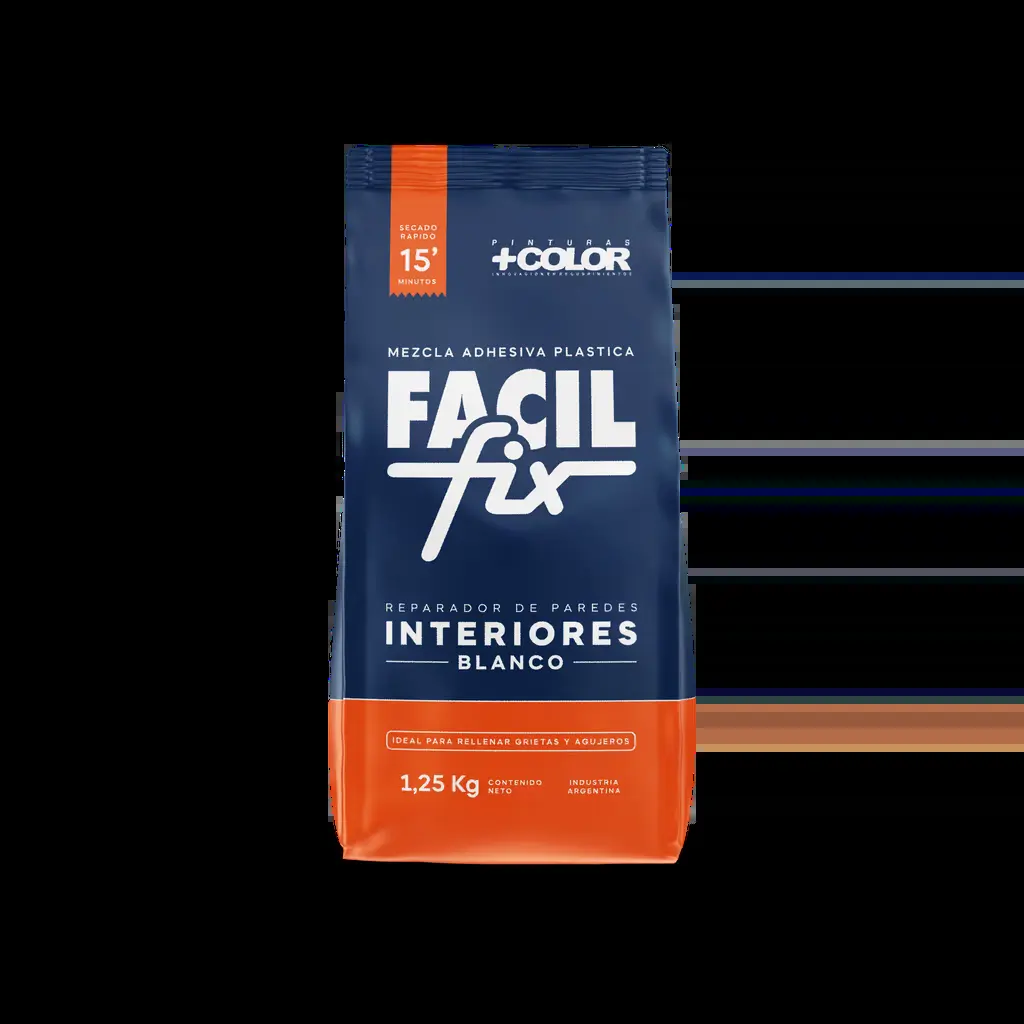 SECADO
RAPIDO
15'
MINUTOS
PINTURAS
+COLOR
MEZCLA ADHESIVA PLASTICA
FACIL
fix
REPARADOR DE PAREDES
INTERIORES
BLANCO
IDEAL PARA RELLENAR GRIETAS Y AGUJEROS
1,25 Kg
CONTENIDO
NETO
INDUSTRIA
ARGENTINA